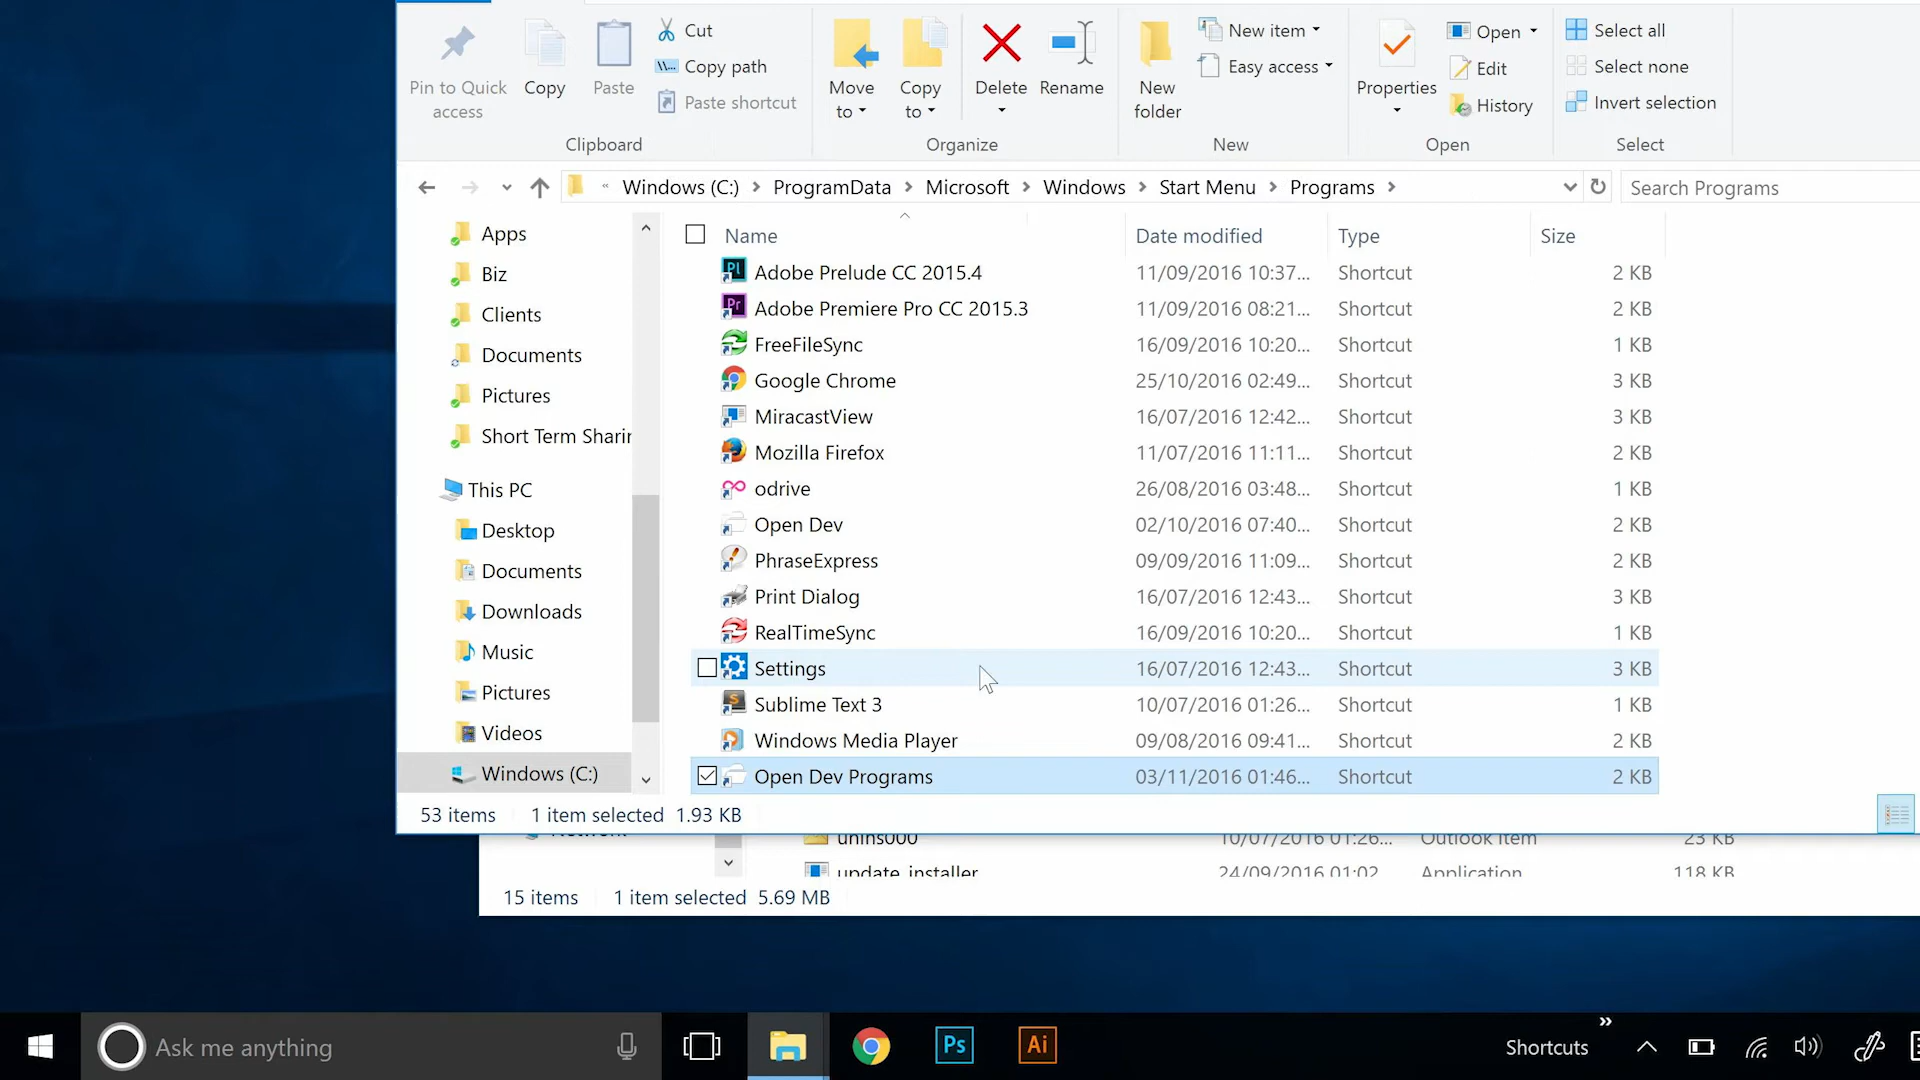 Pin to Quick access
Copy
Paste
Cut
Copy path
Paste shortcut
Clipboard
Move to
Copy to
Delete
Rename
Organize
New folder
New item
Easy access
New
Properties
Open
Edit
History
Open
Select all
Select none
Invert selection
Select
« Windows (C:) > ProgramData > Microsoft > Windows > Start Menu > Programs >
Search Programs
Apps
Biz
Clients
Documents
Pictures
Short Term Sharin
This PC
Desktop
Documents
Downloads
Music
Pictures
Videos
Windows (C:)
Name Date modified Type Size
Adobe Prelude CC 2015.4 11/09/2016 10:37... Shortcut 2 KB
Adobe Premiere Pro CC 2015.3 11/09/2016 08:21... Shortcut 2 KB
FreeFileSync 16/09/2016 10:20... Shortcut 1 KB
Google Chrome 25/10/2016 02:49... Shortcut 3 KB
MiracastView 16/07/2016 12:42... Shortcut 3 KB
Mozilla Firefox 11/07/2016 11:11... Shortcut 2 KB
odrive 26/08/2016 03:48... Shortcut 1 KB
Open Dev 02/10/2016 07:40... Shortcut 2 KB
PhraseExpress 09/09/2016 11:09... Shortcut 2 KB
Print Dialog 16/07/2016 12:43... Shortcut 3 KB
RealTimeSync 16/09/2016 10:20... Shortcut 1 KB
Settings 16/07/2016 12:43... Shortcut 3 KB
Sublime Text 3 10/07/2016 01:26... Shortcut 1 KB
Windows Media Player 09/08/2016 09:41... Shortcut 2 KB
Open Dev Programs 03/11/2016 01:46... Shortcut 2 KB
53 items 1 item selected 1.93 KB
Network
unins000 10/07/2016 01:26... Outlook Item 23 KB
update_installer 24/09/2016 01:02... Application 118 KB
15 items 1 item selected 5.69 MB
Ask me anything
Ps
Ai
Shortcuts